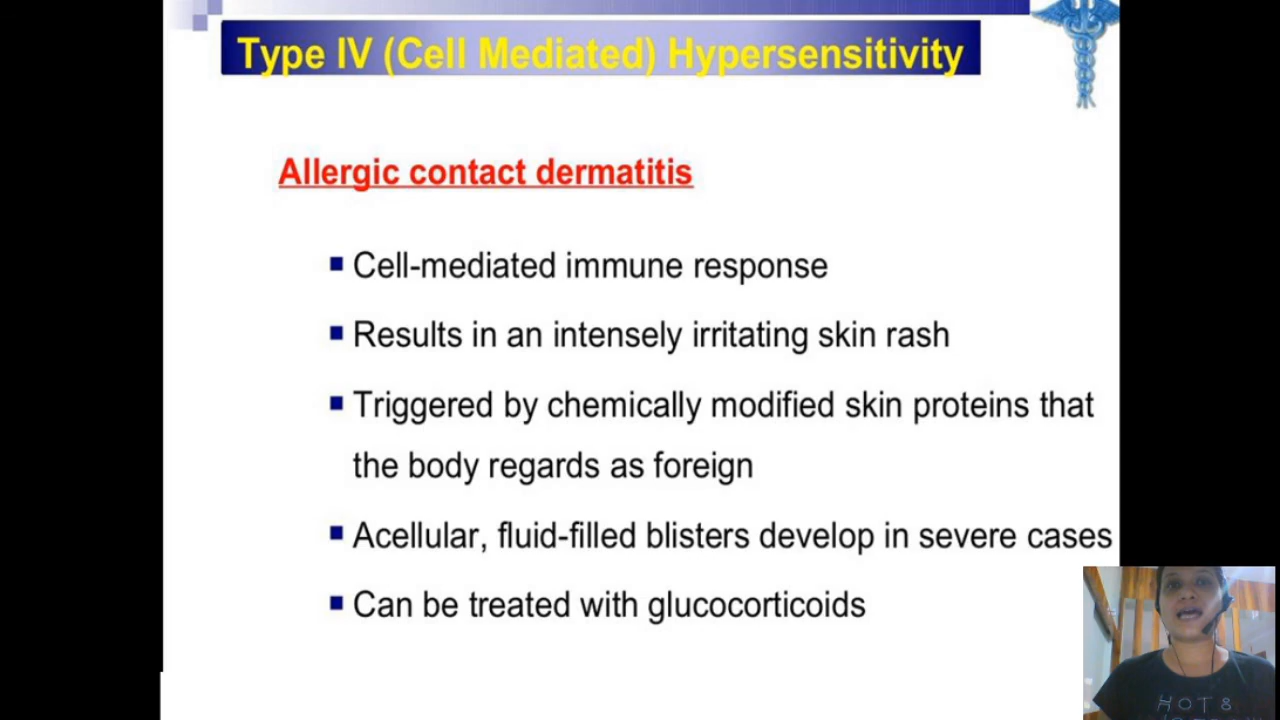 Type IV (Cell Mediated) Hypersensitivity
Allergic contact dermatitis
Cell-mediated immune response
Results in an intensely irritating skin rash
Triggered by chemically modified skin proteins that
the body regards as foreign
Acellular, fluid-filled blisters develop in severe cases
Can be treated with glucocorticoids
HOT8